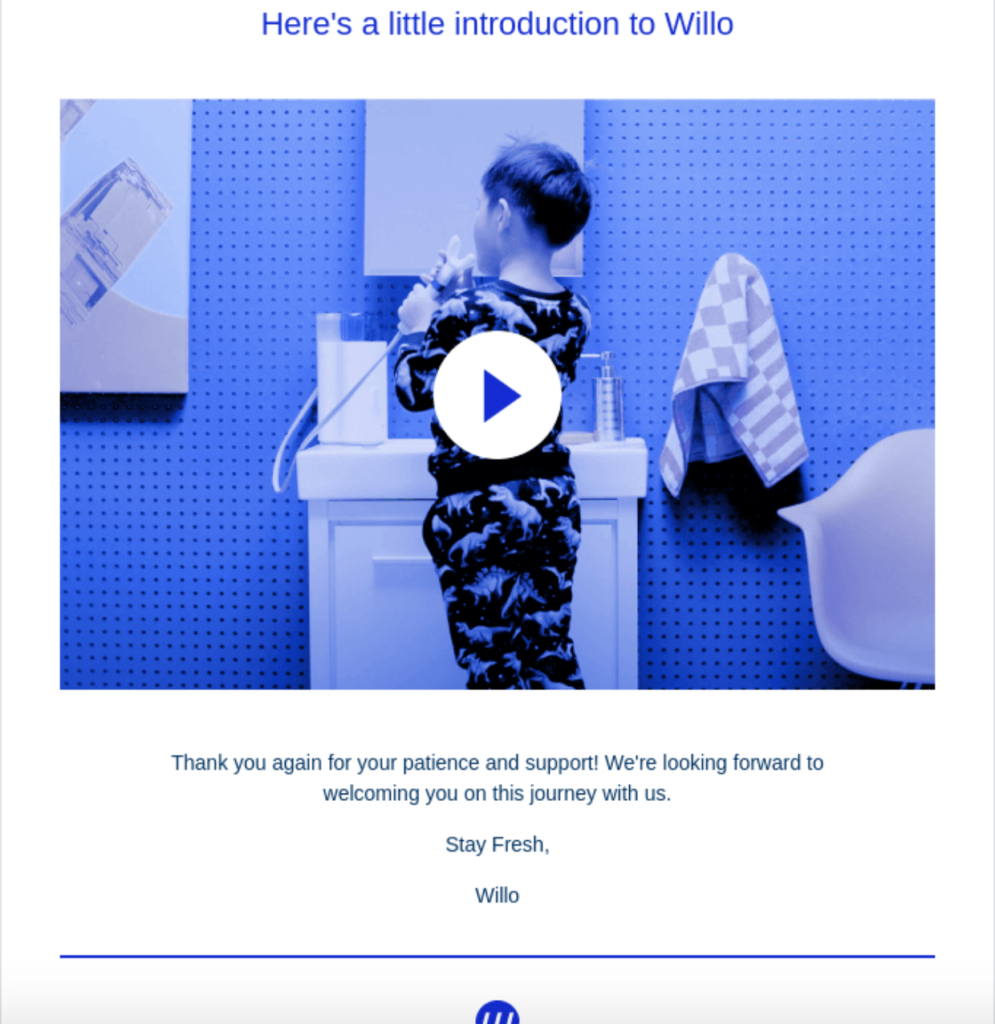 Here's a little introduction to Willo
Thank you again for your patience and support! We're looking forward to
welcoming you on this journey with us.
Stay Fresh,
Willo